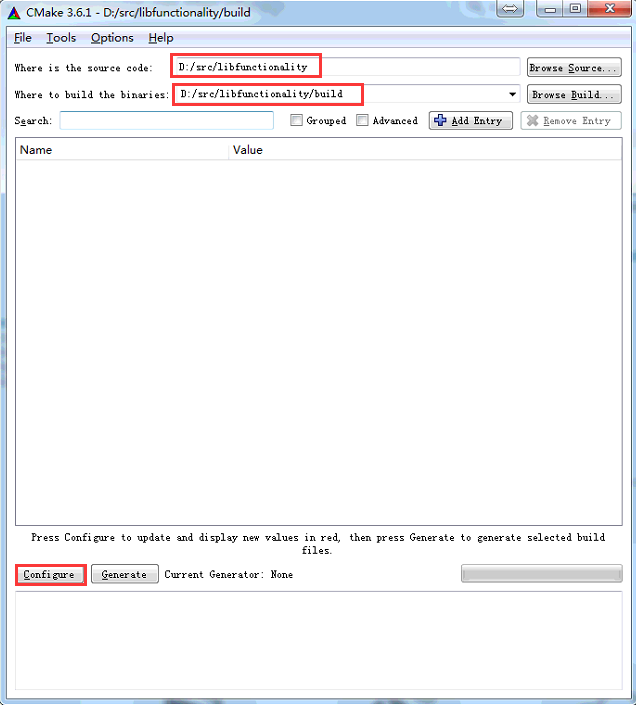 CMake 3.6.1 - D:/src/libfunctionality/build
File Tools Options Help
Where is the source code: D:/src/libfunctionality Browse Source...
Where to build the binaries: D:/src/libfunctionality/build Browse Build...
Search: Grouped Advanced Add Entry Remove Entry
Name Value
Press Configure to update and display new values in red, then press Generate to generate selected build
files.
Configure Generate Current Generator: None